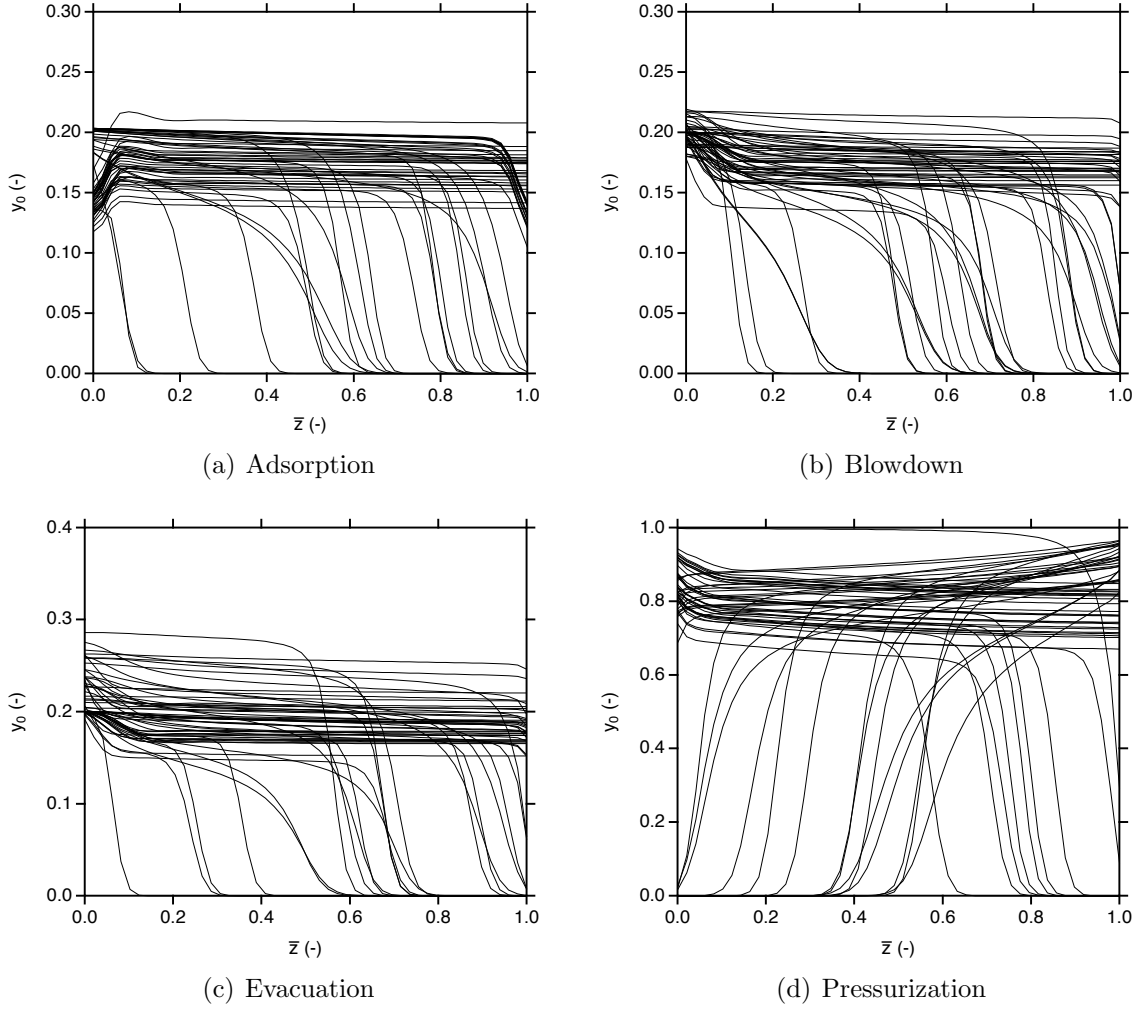 0.30
0.25
0.20
0.15
0.10
0.05
0.00
y₀ (-)
0.0 0.2 0.4 0.6 0.8 1.0
z̅ (-)
(a) Adsorption
0.30
0.25
0.20
0.15
0.10
0.05
0.00
y₀ (-)
0.0 0.2 0.4 0.6 0.8 1.0
z̅ (-)
(b) Blowdown
0.4
0.3
0.2
0.1
0.0
y₀ (-)
0.0 0.2 0.4 0.6 0.8 1.0
z̅ (-)
(c) Evacuation
1.0
0.8
0.6
0.4
0.2
0.0
y₀ (-)
0.0 0.2 0.4 0.6 0.8 1.0
z̅ (-)
(d) Pressurization